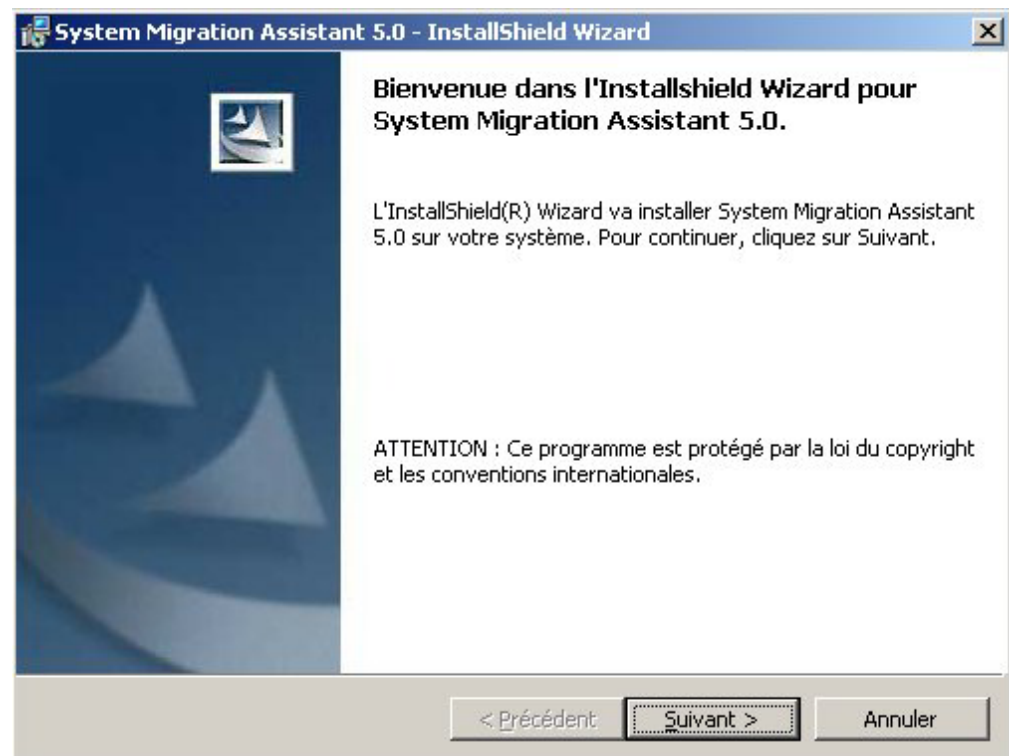 System Migration Assistant 5.0 - InstallShield Wizard
Bienvenue dans l'Installshield Wizard pour
System Migration Assistant 5.0.
L'InstallShield(R) Wizard va installer System Migration Assistant
5.0 sur votre système. Pour continuer, cliquez sur Suivant.
ATTENTION : Ce programme est protégé par la loi du copyright
et les conventions internationales.
< Précédent
Suivant >
Annuler